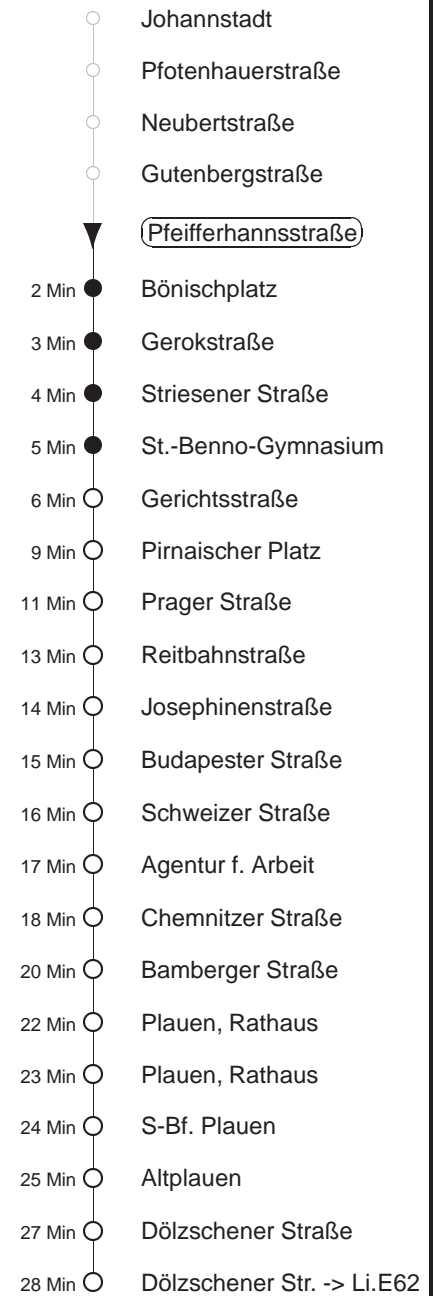 Johannstadt
Pfotenhauerstraße
Neubertstraße
Gutenbergstraße
Pfeifferhannsstraße
2 Min Bönischplatz
3 Min Gerokstraße
4 Min Striesener Straße
5 Min St.-Benno-Gymnasium
6 Min Gerichtsstraße
9 Min Pirnaischer Platz
11 Min Prager Straße
13 Min Reitbahnstraße
14 Min Josephinenstraße
15 Min Budapester Straße
16 Min Schweizer Straße
17 Min Agentur f. Arbeit
18 Min Chemnitzer Straße
20 Min Bamberger Straße
22 Min Plauen, Rathaus
23 Min Plauen, Rathaus
24 Min S-Bf. Plauen
25 Min Altplauen
27 Min Dölzschener Straße
28 Min Dölzschener Str. -> Li.E62